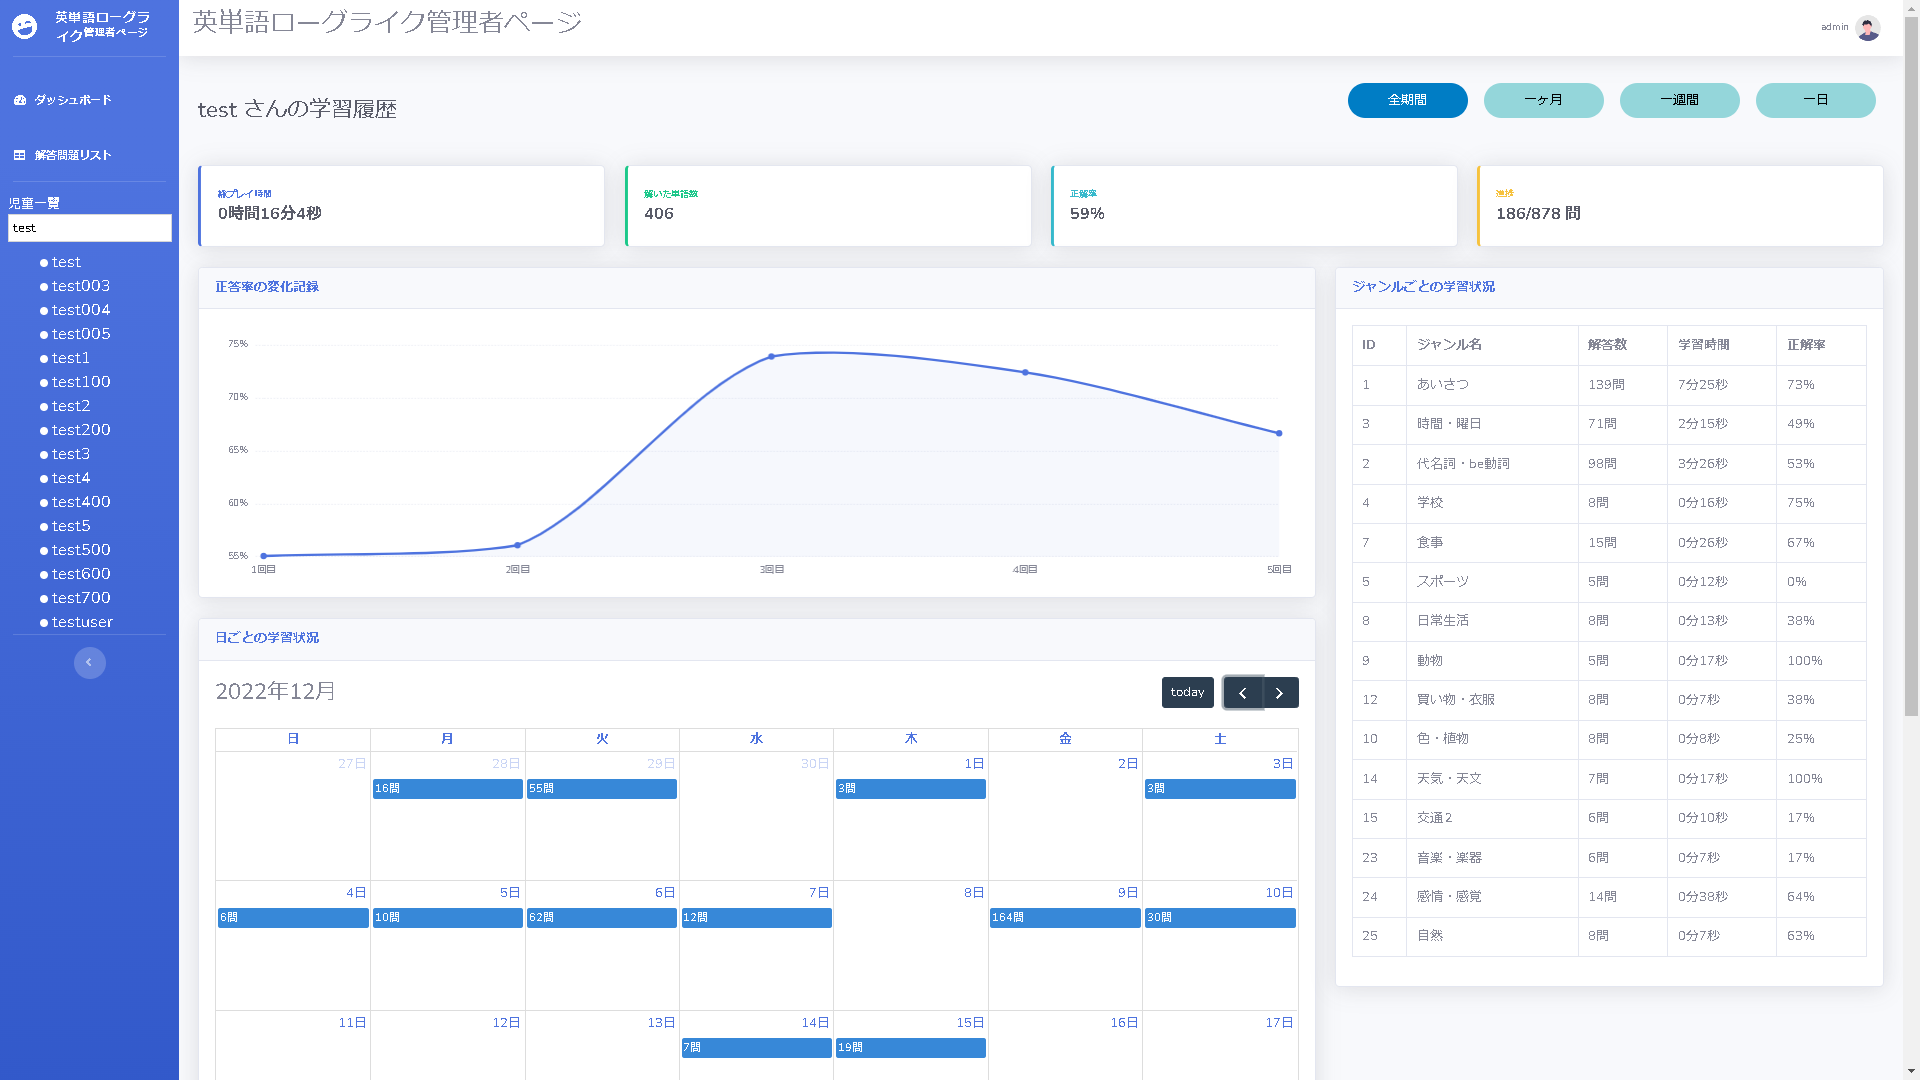 英単語ローグラ
イク管理者ページ
ダッシュボード
解答問題リスト
児童一覧
test
test
test003
test004
test005
test1
test100
test2
test200
test3
test4
test400
test5
test500
test600
test700
testuser
英単語ローグライク管理者ページ
admin
test さんの学習履歴
全期間
一ヶ月
一週間
一日
総プレイ時間
0時間16分4秒
解いた単語数
406
正解率
59%
進捗
186/878 問
正答率の変化記録
75%
70%
65%
60%
55%
1回目 2回目 3回目 4回目 5回目
ジャンルごとの学習状況
ID ジャンル名 解答数 学習時間 正解率
1 あいさつ 139問 7分25秒 73%
3 時間・曜日 71問 2分15秒 49%
2 代名詞・be動詞 98問 3分26秒 53%
4 学校 8問 0分16秒 75%
7 食事 15問 0分26秒 67%
5 スポーツ 5問 0分12秒 0%
8 日常生活 8問 0分13秒 38%
9 動物 5問 0分17秒 100%
12 買い物・衣服 8問 0分7秒 38%
10 色・植物 8問 0分8秒 25%
14 天気・天文 7問 0分17秒 100%
15 交通2 6問 0分10秒 17%
23 音楽・楽器 6問 0分7秒 17%
24 感情・感覚 14問 0分38秒 64%
25 自然 8問 0分7秒 63%
日ごとの学習状況
2022年12月
today
日 月 火 水 木 金 土
27日 28日 29日 30日 1日 2日 3日
16問 55問 3問 3問
4日 5日 6日 7日 8日 9日 10日
6問 10問 62問 12問 164問 30問
11日 12日 13日 14日 15日 16日 17日
7問 19問